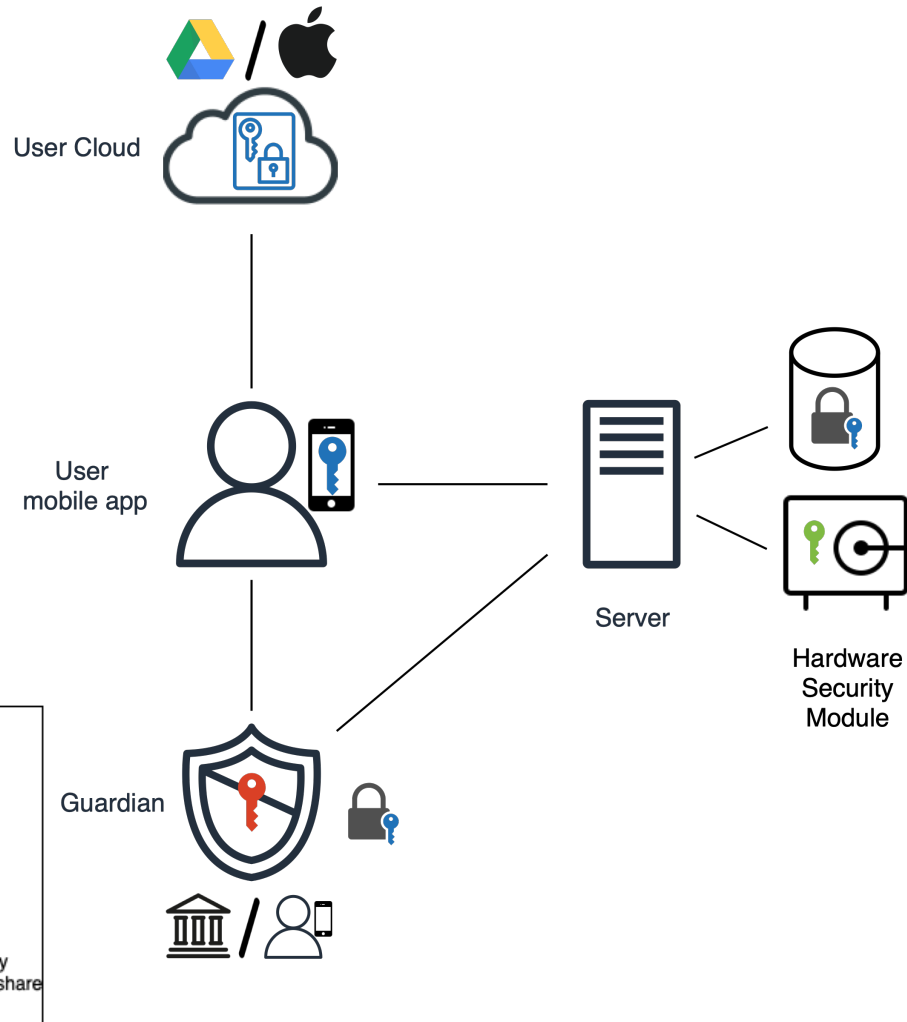 User Cloud
User
mobile app
Server
Hardware
Security
Module
Guardian
share